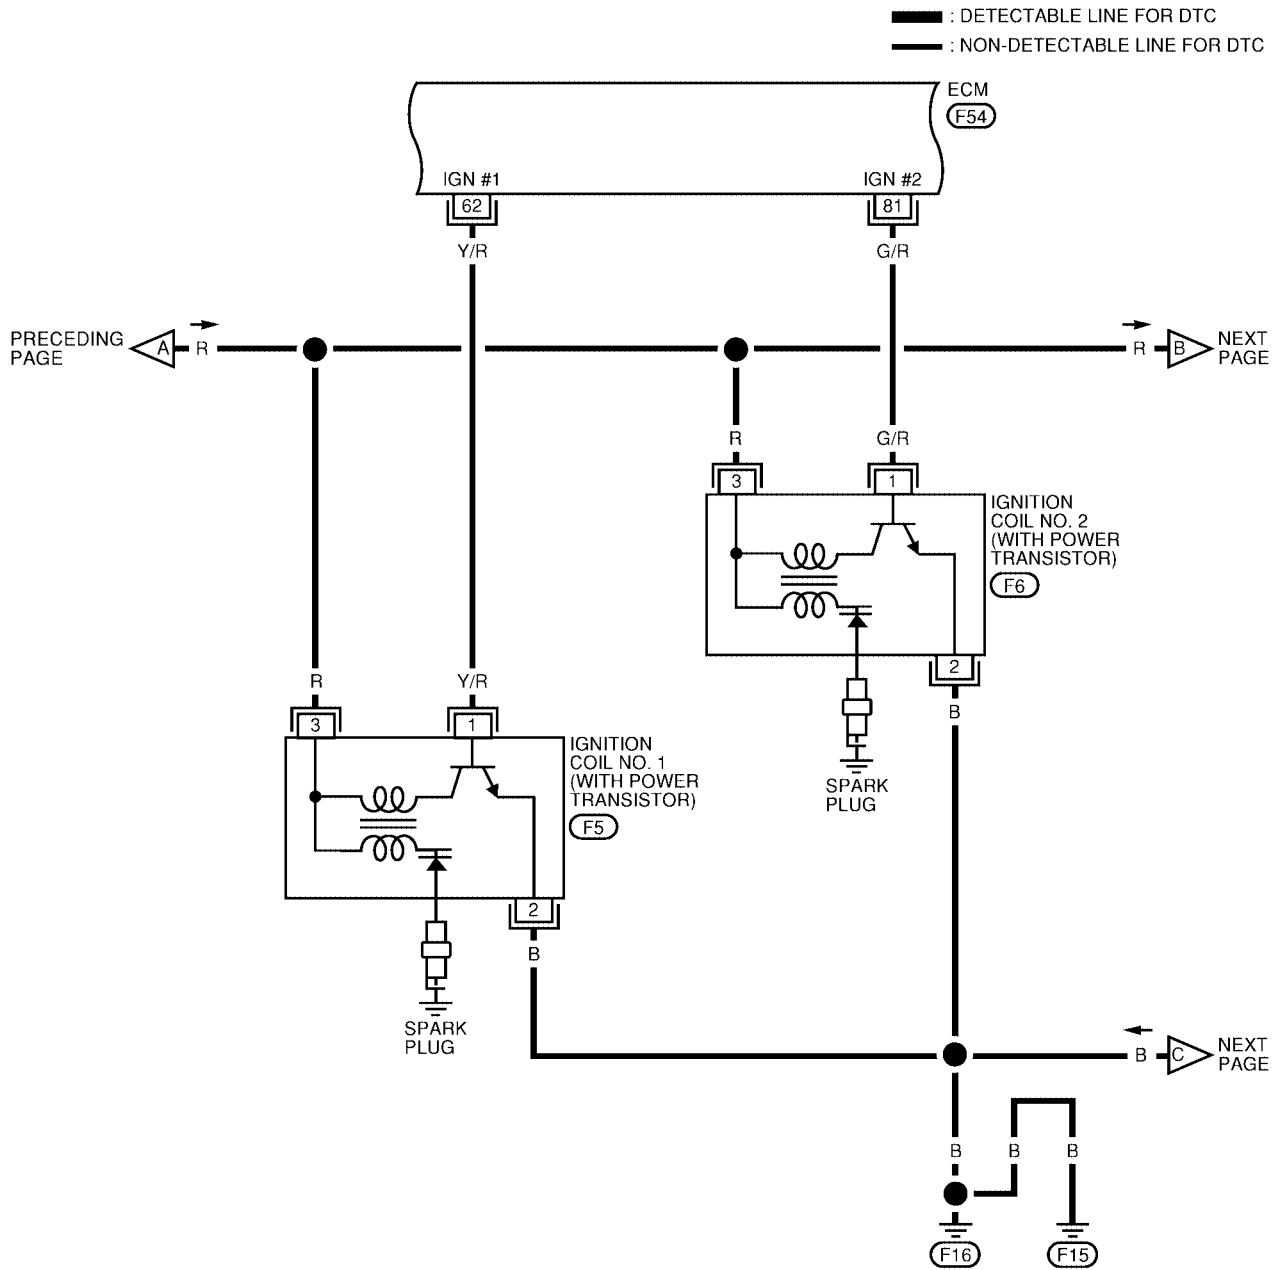 : DETECTABLE LINE FOR DTC
: NON-DETECTABLE LINE FOR DTC
ECM
F54
IGN #1
IGN #2
62
81
Y/R
G/R
PRECEDING
PAGE
A
R
R
B
NEXT
PAGE
R
G/R
3
1
IGNITION
COIL NO. 2
(WITH POWER
TRANSISTOR)
F6
2
B
SPARK
PLUG
R
Y/R
3
1
IGNITION
COIL NO. 1
(WITH POWER
TRANSISTOR)
F5
2
B
SPARK
PLUG
B
C
NEXT
PAGE
B
B
B
F16
F15